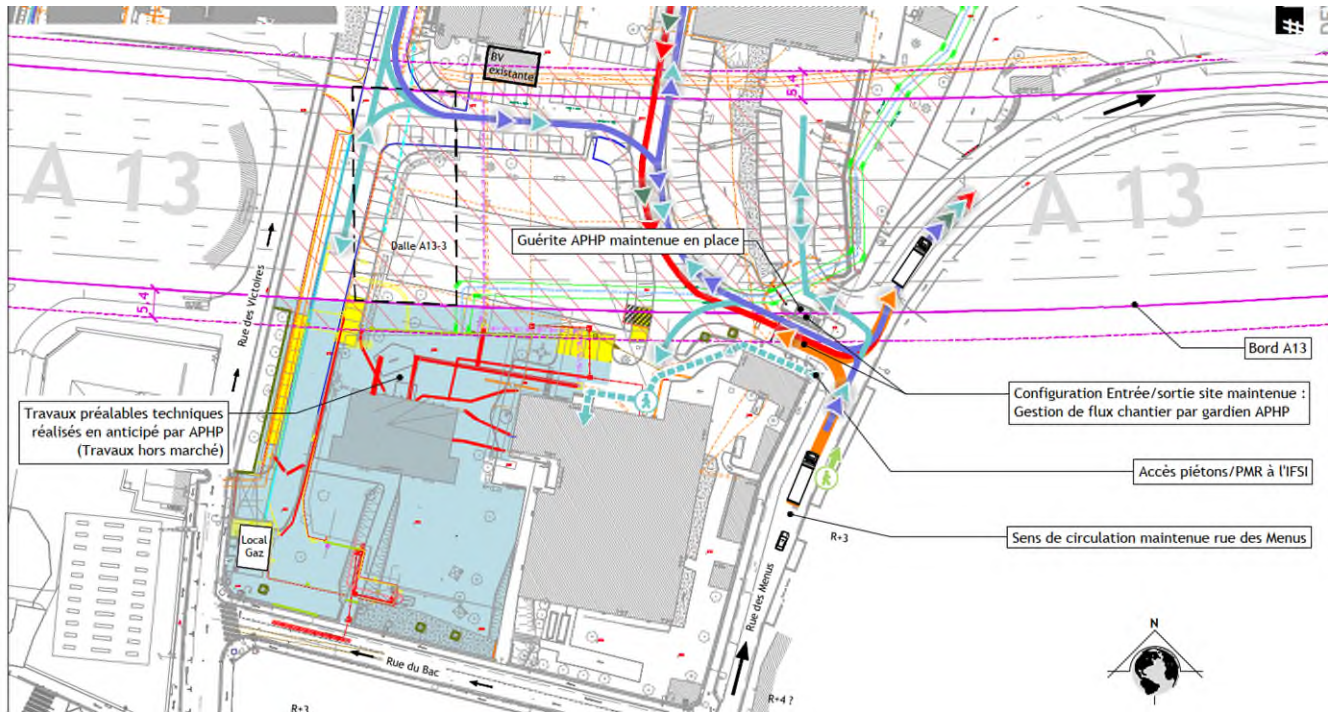 #
BV
existante
5.4
A 13
A 13
Dalle A13-3
Guérite APHP maintenue en place
5.4
Rue des Victoires
Bord A13
Travaux préalables techniques
réalisés en anticipé par APHP
(Travaux hors marché)
Configuration Entrée/sortie site maintenue :
Gestion de flux chantier par gardien APHP
Accès piétons/PMR à l'IFSI
Local
Gaz
Sens de circulation maintenue rue des Menus
R+3
Rue des Menus
Rue du Bac
N
R+3
R+4 ?